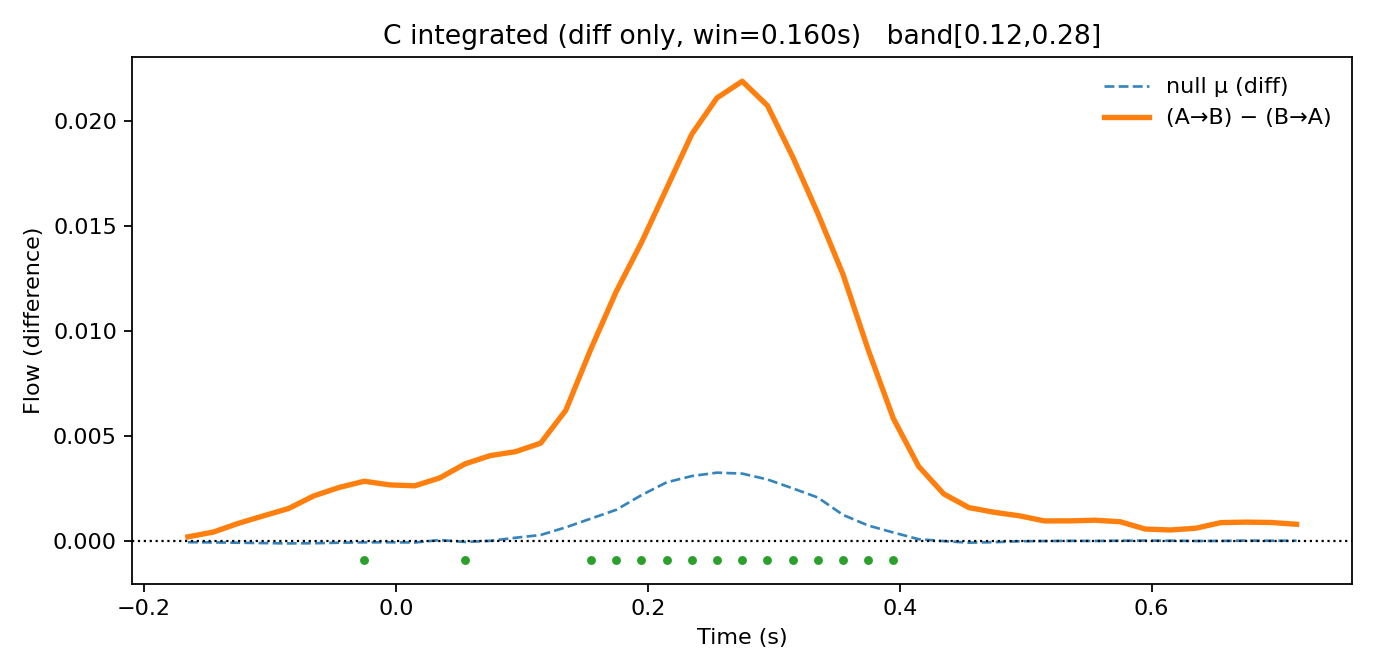 C integrated (diff only, win=0.160s)   band[0.12,0.28]
null μ (diff)
(A→B) − (B→A)
Flow (difference)
0.020
0.015
0.010
0.005
0.000
−0.2
0.0
0.2
0.4
0.6
Time (s)